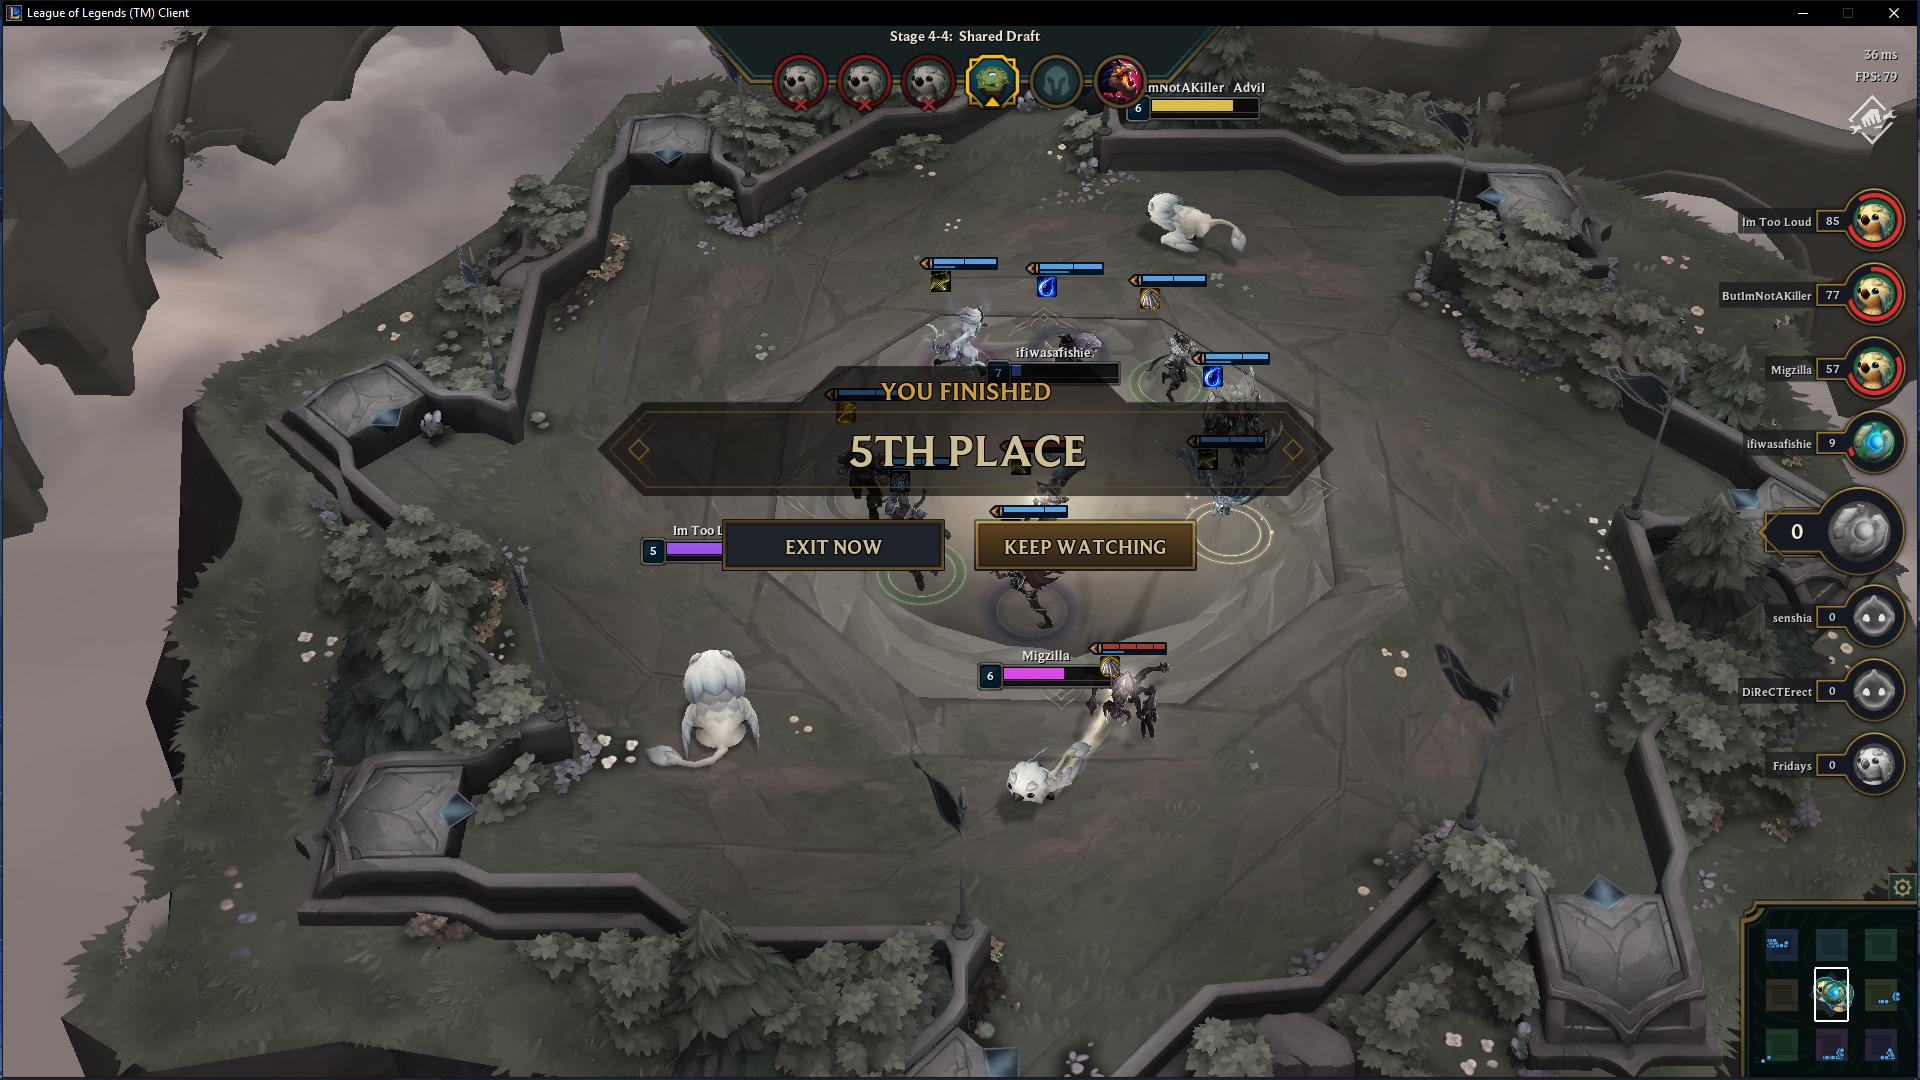 League of Legends (TM) Client
Stage 4-4: Shared Draft
36 ms
FPS: 79
mNotAKiller Advil
6
Im Too Loud 85
ButImNotAKiller 77
Migzilla 57
ifiwasafishie 9
0
senshia 0
DiReCTErect 0
Fridays 0
ifiwasafishie
7
YOU FINISHED
5TH PLACE
Im Too L
5
EXIT NOW
KEEP WATCHING
Migzilla
6